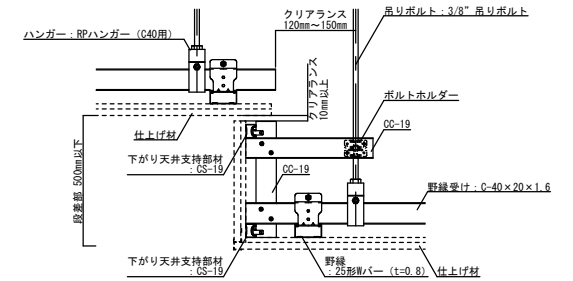 クリアランス
120mm～150mm
吊りボルト：3/8”吊りボルト
ハンガー：RPハンガー（C40用）
クリアランス
10mm以上
ボルトホルダー
仕上げ材
CC-19
段差部 500mm以下
下がり天井支持部材
：CS-19
CC-19
野縁受け：C-40×20×1.6
下がり天井支持部材
：CS-19
野縁
：25形Wバー（t=0.8）
仕上げ材